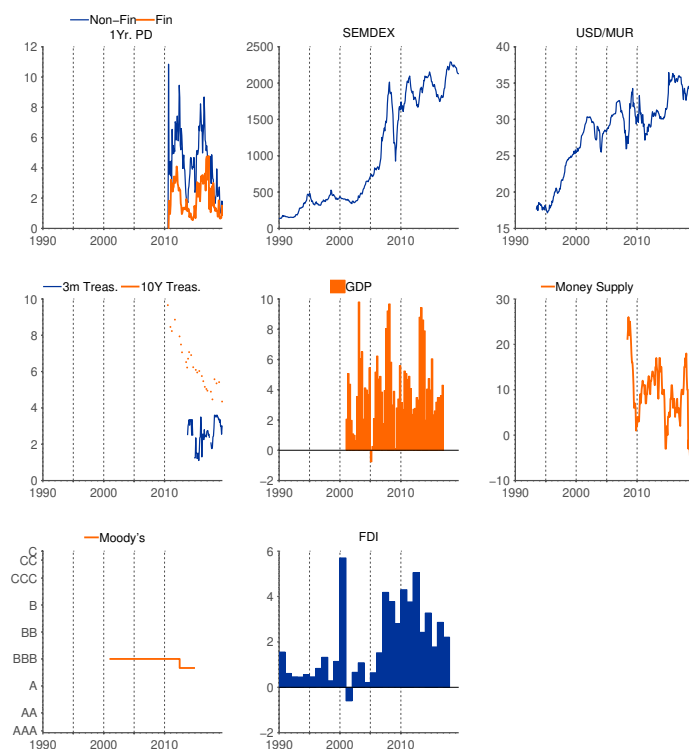 Non−Fin Fin
1Yr. PD
SEMDEX
USD/MUR
12
10
8
6
4
2
0
1990 2000 2010
2500
2000
1500
1000
500
0
1990 2000 2010
40
35
30
25
20
15
1990 2000 2010
3m Treas. 10Y Treas.
GDP
Money Supply
10
8
6
4
2
0
1990 2000 2010
10
8
6
4
2
0
−2
1990 2000 2010
30
20
10
0
−10
1990 2000 2010
Moody's
FDI
C
CC
CCC
B
BB
BBB
A
AA
AAA
1990 2000 2010
6
4
2
0
−2
1990 2000 2010